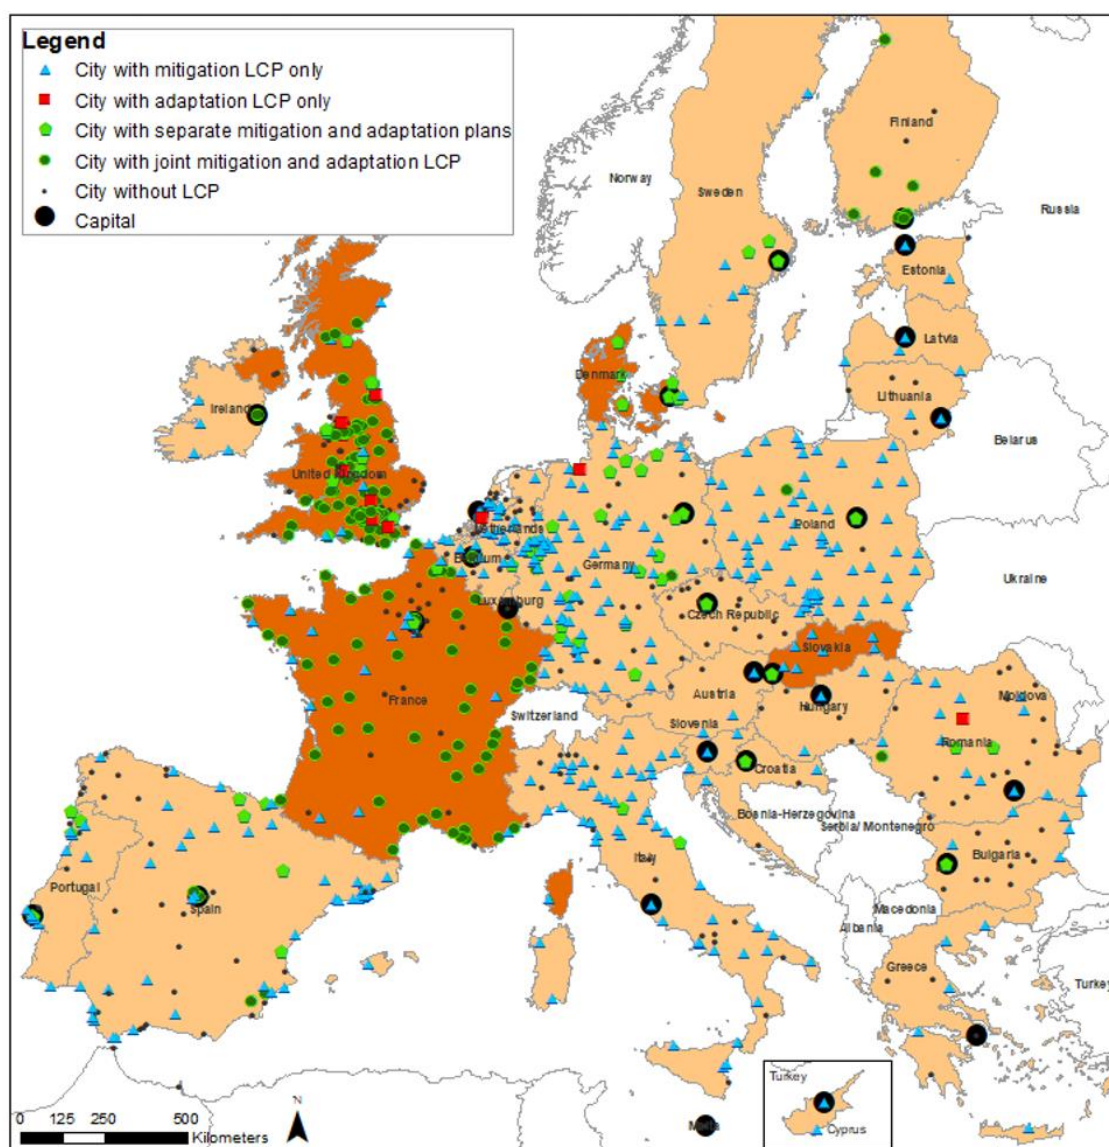 Legend
City with mitigation LCP only
City with adaptation LCP only
City with separate mitigation and adaptation plans
City with joint mitigation and adaptation LCP
City without LCP
Capital
Finland
Norway
Sweden
Russia
Estonia
Latvia
Denmark
Lithuania
Ireland
Belarus
United Kingdom
Netherlands
Poland
Belgium
Germany
Ukraine
Luxemburg
Czech Republic
Slovakia
France
Austria
Hungary
Moldova
Switzerland
Slovenia
Romania
Croatia
Bosnia-Herzegovina
Serbia/ Montenegro
Italy
Bulgaria
Portugal
Spain
Macedonia
Albania
Greece
Turkey
Turkey
Cyprus
Malta
N
0 125 250 500
Kilometers